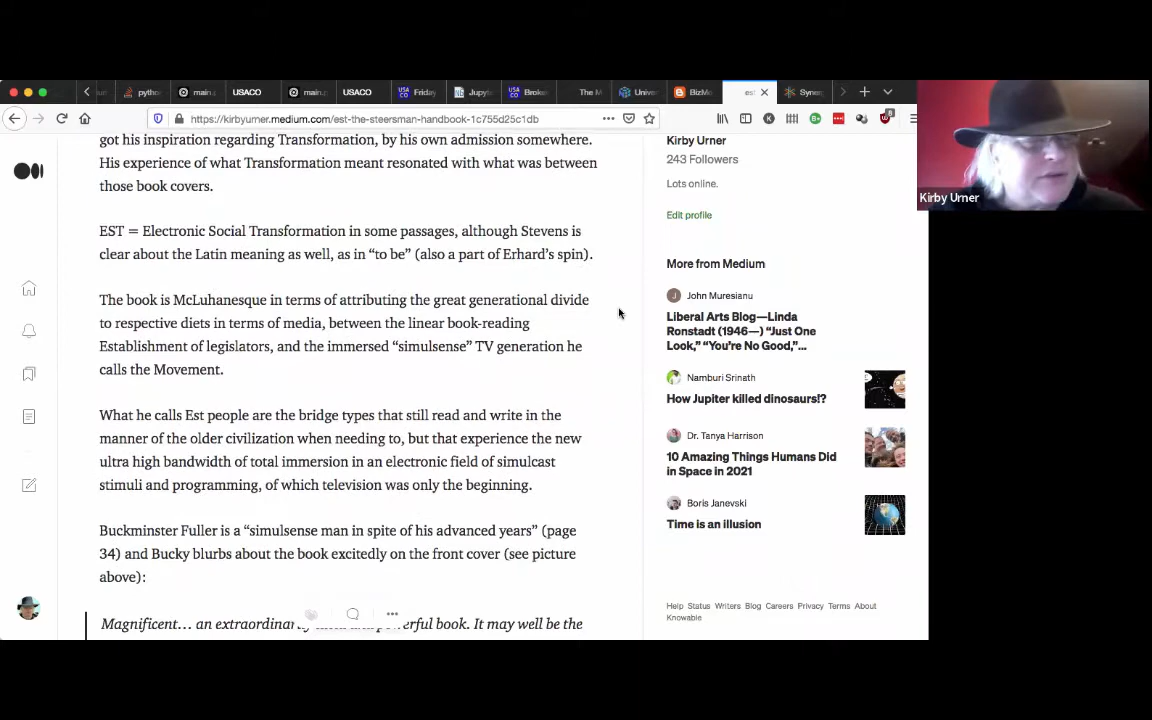 pytho
main.p
USACO
main.p
USACO
Friday
Jupyte
Broke
The M
Univer
BizMo
est
Syner
https://kirbyurner.medium.com/est-the-steersman-handbook-1c755d25c1db
got his inspiration regarding Transformation, by his own admission somewhere.
His experience of what Transformation meant resonated with what was between
those book covers.
EST = Electronic Social Transformation in some passages, although Stevens is
clear about the Latin meaning as well, as in “to be” (also a part of Erhard’s spin).
The book is McLuhanesque in terms of attributing the great generational divide
to respective diets in terms of media, between the linear book-reading
Establishment of legislators, and the immersed “simulsense” TV generation he
calls the Movement.
What he calls Est people are the bridge types that still read and write in the
manner of the older civilization when needing to, but that experience the new
ultra high bandwidth of total immersion in an electronic field of simulcast
stimuli and programming, of which television was only the beginning.
Buckminster Fuller is a “simulsense man in spite of his advanced years” (page
34) and Bucky blurbs about the book excitedly on the front cover (see picture
above):
Magnificent… an book. It may well be the
Kirby Urner
243 Followers
Lots online.
Edit profile
More from Medium
John Muresianu
Liberal Arts Blog—Linda
Ronstadt (1946—) “Just One
Look,” “You’re No Good,”...
Namburi Srinath
How Jupiter killed dinosaurs!?
Dr. Tanya Harrison
10 Amazing Things Humans Did
in Space in 2021
Boris Janevski
Time is an illusion
Help Status Writers Blog Careers Privacy Terms About
Knowable
Kirby Urner